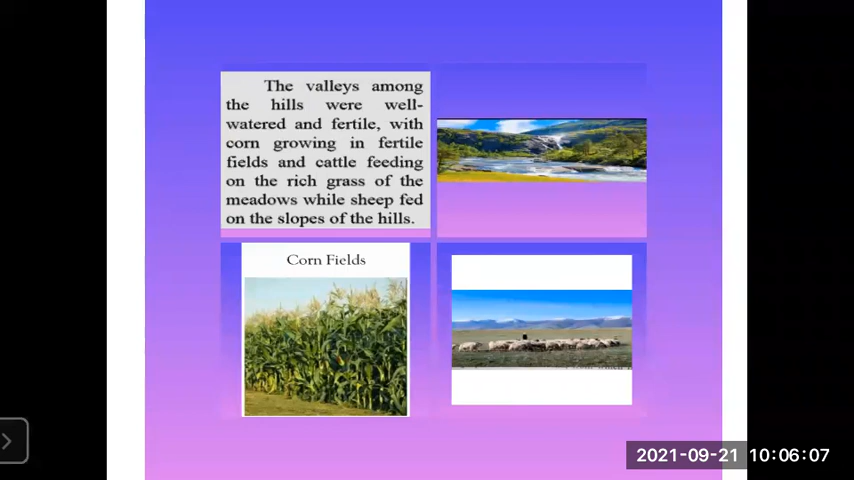 The valleys among
the hills were well-
watered and fertile, with
corn growing in fertile
fields and cattle feeding
on the rich grass of the
meadows while sheep fed
on the slopes of the hills.
Corn Fields
2021-09-21 10:06:07